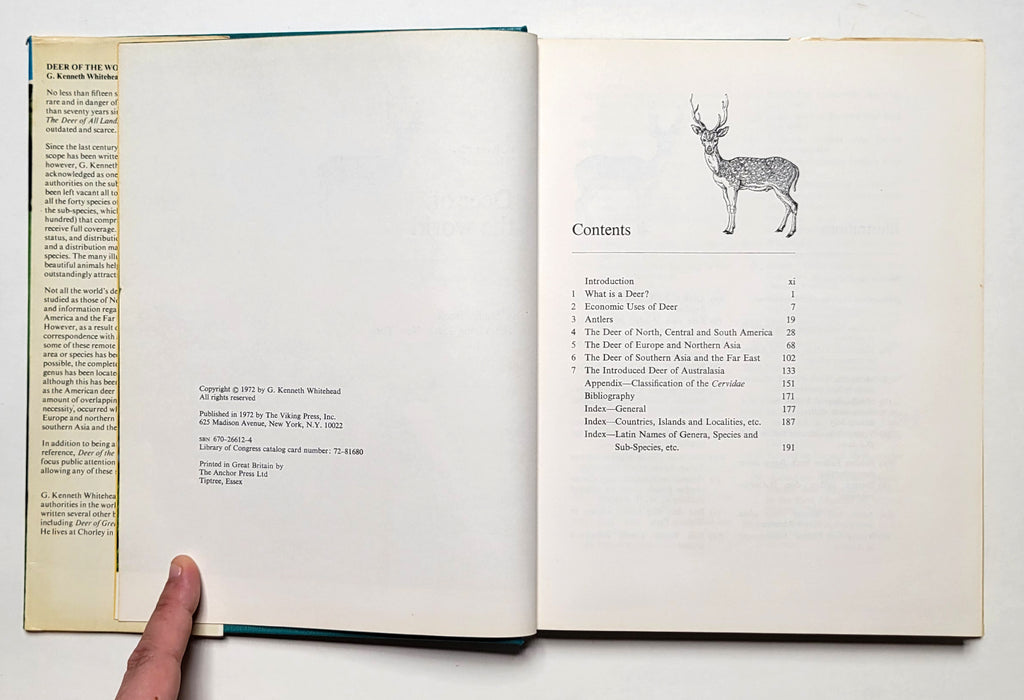 DEER OF THE WO
G. Kenneth Whitehea
No less than fifteen s
rare and in danger of
than seventy years si
The Deer of All Land
outdated and scarce.
Since the last century
scope has been writte
however, G. Kenneth
acknowledged as one
authorities on the sub
been left vacant all to
all the forty species o
the sub-species, whic
hundred) that compr
receive full coverage.
status, and distributio
and a distribution ma
species. The many illu
beautiful animals help
outstandingly attract
Not all the world's de
studied as those of No
and information rega
America and the Far
However, as a result o
correspondence with
some of these remote
area or species has bee
possible, the complete
genus has been locate
although this has been
as the American deer
amount of overlappin
necessity, occurred wh
Europe and northern
southern Asia and the
In addition to being a
reference, Deer of the
focus public attention
allowing any of these
G. Kenneth Whitehea
authorities in the worl
written several other b
including Deer of Grea
He lives at Chorley in
Copyright © 1972 by G. Kenneth Whitehead
All rights reserved
Published in 1972 by The Viking Press, Inc.
625 Madison Avenue, New York, N.Y. 10022
SBN 670-26612-4
Library of Congress catalog card number: 72-81680
Printed in Great Britain by
The Anchor Press Ltd
Tiptree, Essex
Contents
Introduction xi
1 What is a Deer? 1
2 Economic Uses of Deer 7
3 Antlers 19
4 The Deer of North, Central and South America 28
5 The Deer of Europe and Northern Asia 68
6 The Deer of Southern Asia and the Far East 102
7 The Introduced Deer of Australasia 133
Appendix—Classification of the Cervidae 151
Bibliography 171
Index—General 177
Index—Countries, Islands and Localities, etc. 187
Index—Latin Names of Genera, Species and
Sub-Species, etc. 191